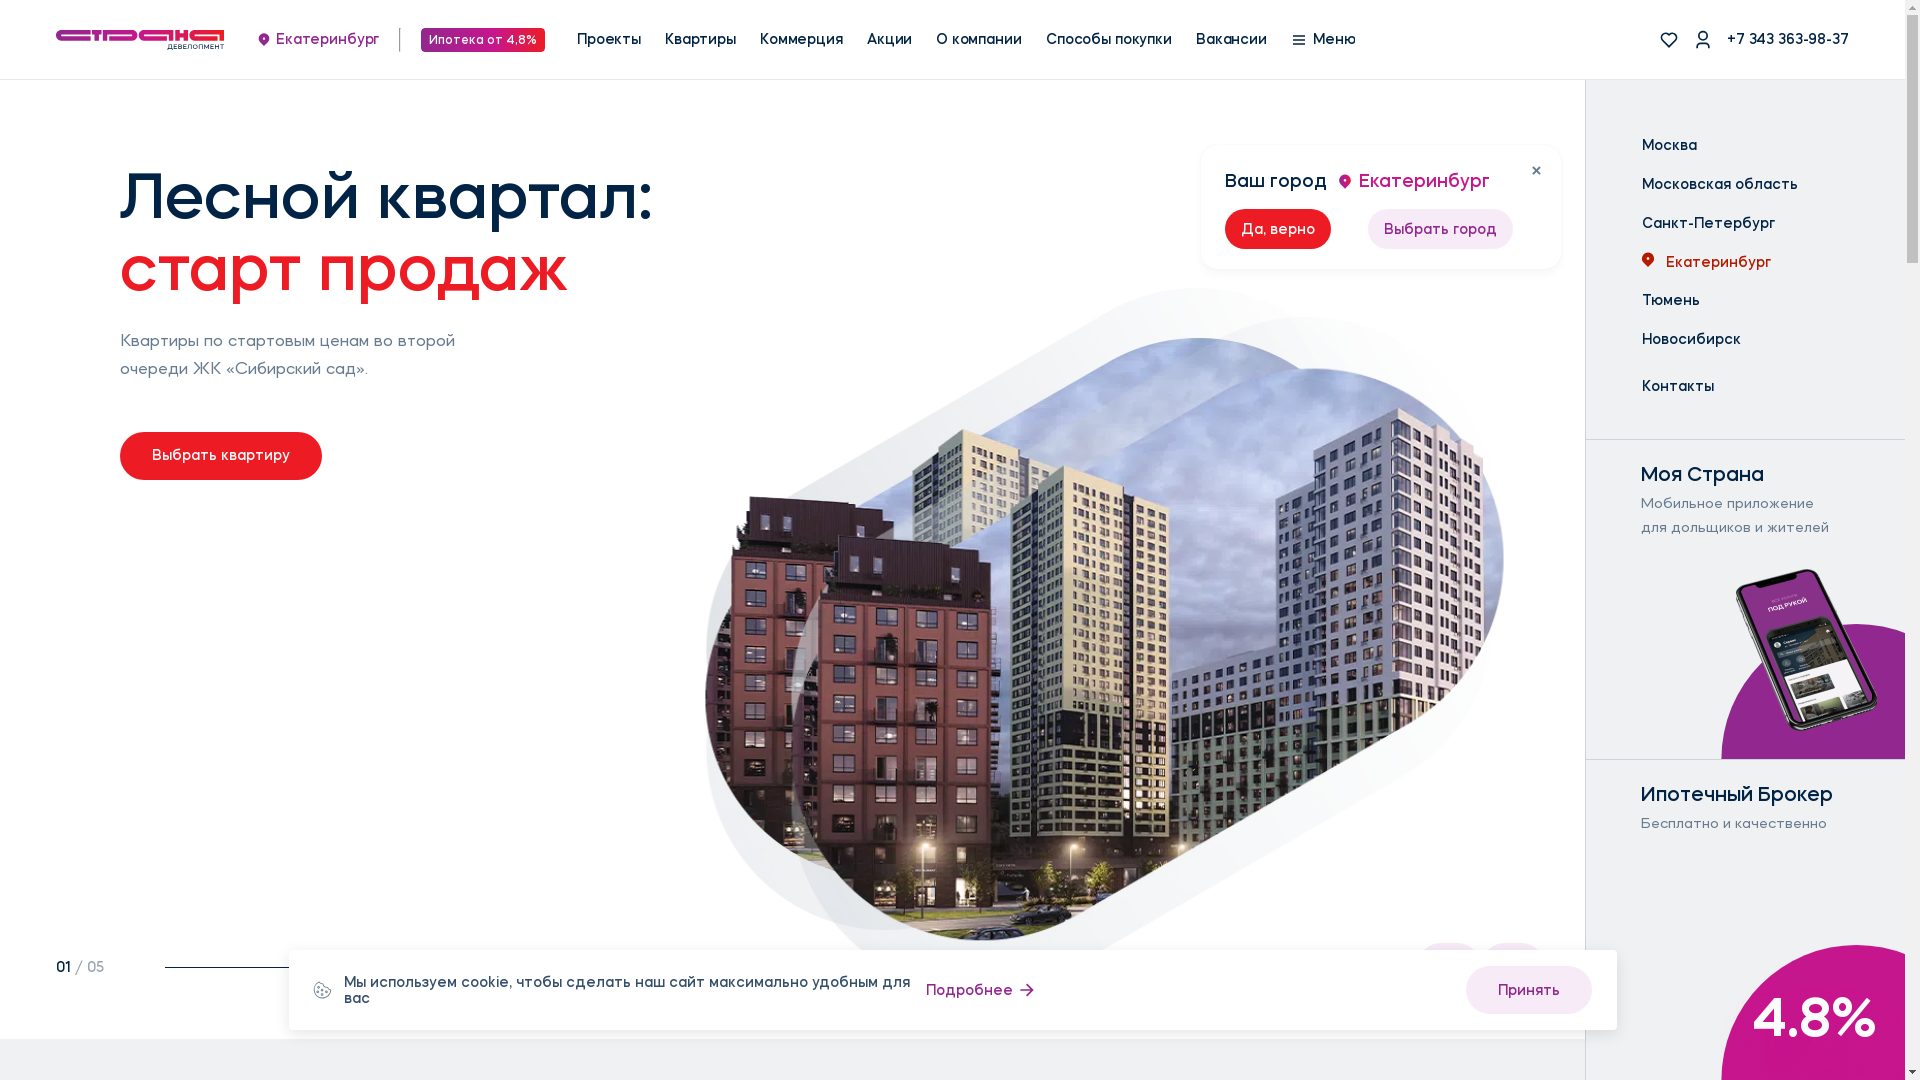 страна
ДЕВЕЛОПМЕНТ
Екатеринбург
Ипотека от 4,8%
Проекты
Квартиры
Коммерция
Акции
О компании
Способы покупки
Вакансии
Меню
+7 343 363-98-37
Лесной квартал:
старт продаж
Квартиры по стартовым ценам во второй
очереди ЖК «Сибирский сад».
Выбрать квартиру
Ваш город
Екатеринбург
Да, верно
Выбрать город
Москва
Московская область
Санкт-Петербург
Екатеринбург
Тюмень
Новосибирск
Контакты
Моя Страна
Мобильное приложение
для дольщиков и жителей
ПОД РУКОЙ
Ипотечный Брокер
Бесплатно и качественно
4.8%
01 / 05
Мы используем cookie, чтобы сделать наш сайт максимально удобным для
вас
Подробнее
Принять